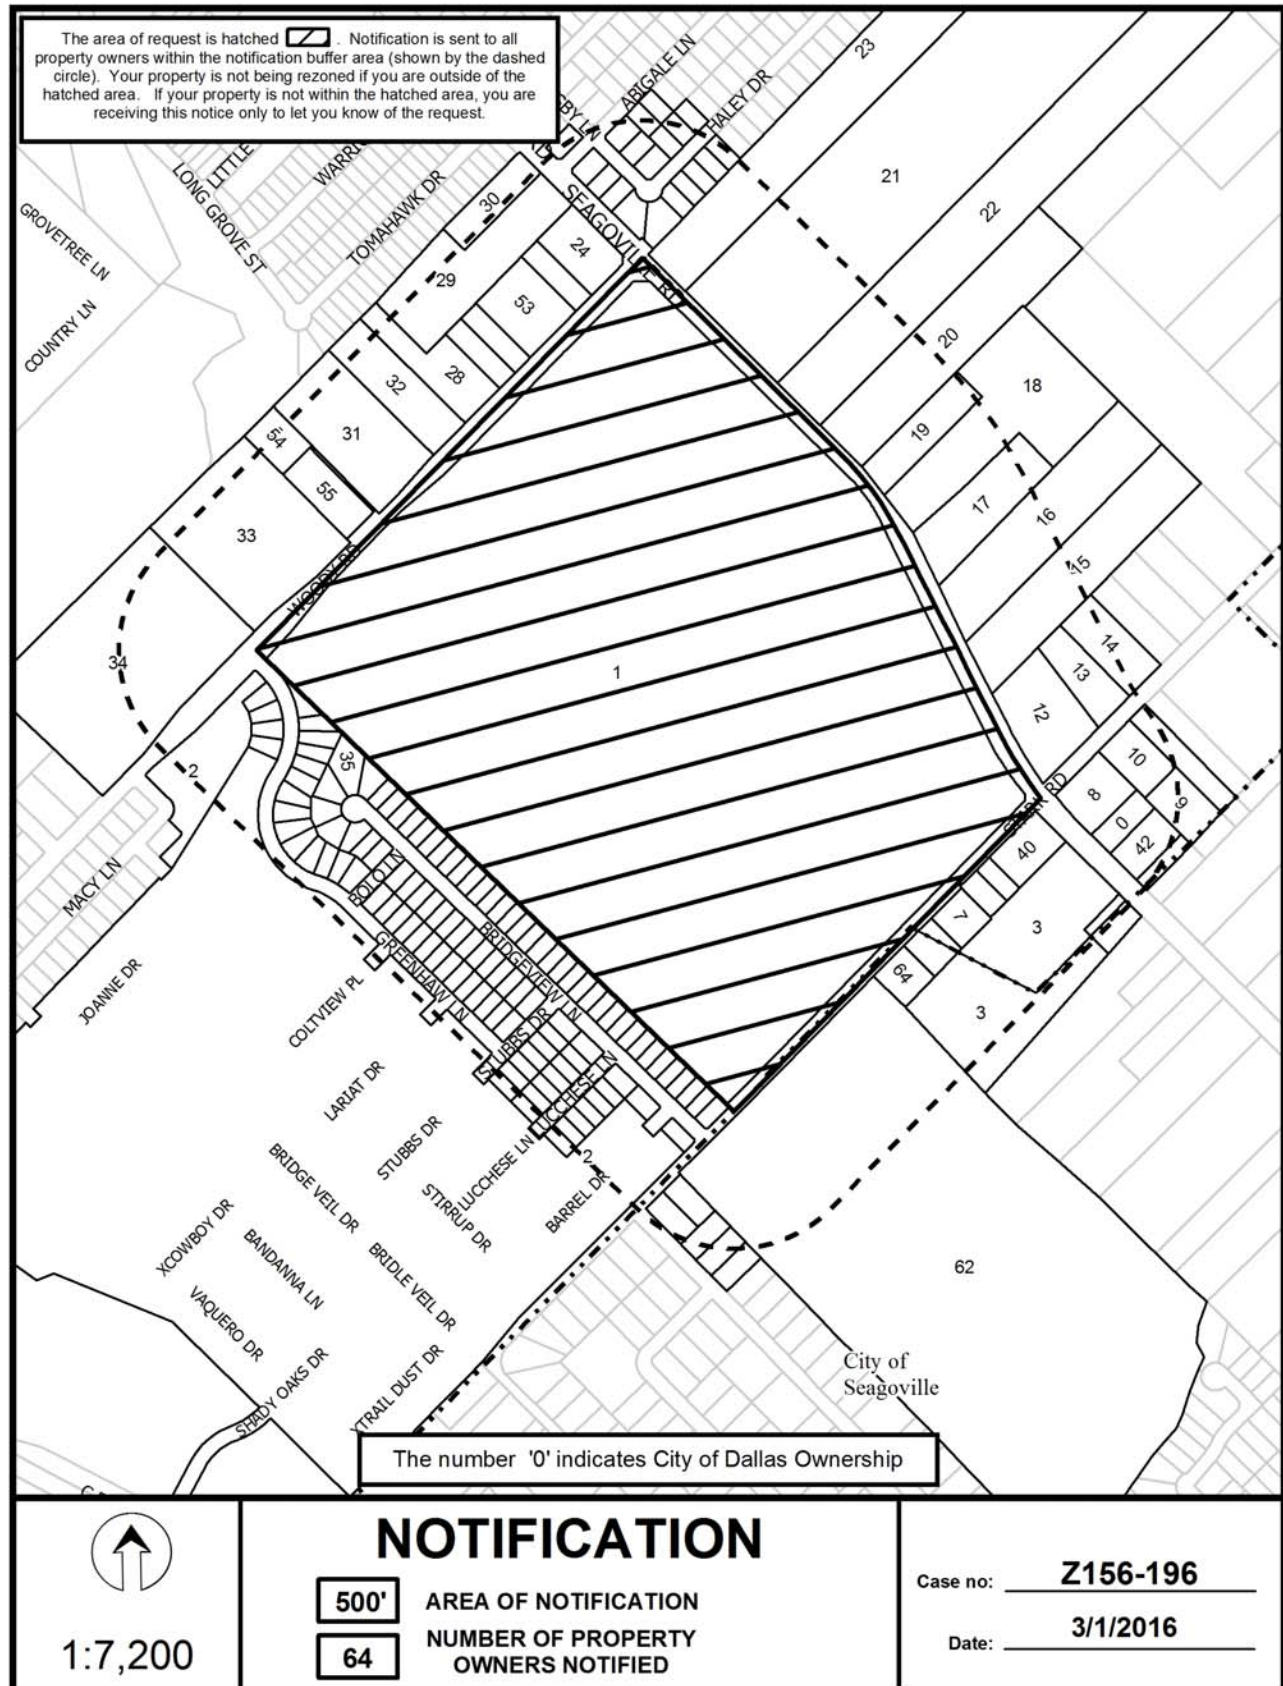 The area of request is hatched . Notification is sent to all
property owners within the notification buffer area (shown by the dashed
circle). Your property is not being rezoned if you are outside of the
hatched area. If your property is not within the hatched area, you are
receiving this notice only to let you know of the request.
ABIGALE LN
HALEY DR
23
LITTLE
TOMAHAWK DR
LONG GROVE ST
GROVETREE LN
COUNTRY LN
SEAGOVILLE RD
30
24
29
53
21
22
20
28
32
31
54
55
33
34
18
19
17
16
15
14
13
12
WOODY RD
1
35
2
10
8
9
0
42
STARK RD
40
7
3
64
3
MACY LN
JOANNE DR
BOLO LN
BRIDGEVIEW LN
GREENHAW LN
COLTVIEW PL
STUBBS DR
LUCCHESE LN
LARIAT DR
STUBBS DR
LUCCHESE LN
2
STIRRUP DR
BARREL DR
BRIDGE VEIL DR
XCOWBOY DR
BANDANNA LN
BRIDLE VEIL DR
VAQUERO DR
SHADY OAKS DR
XTRAIL DUST DR
62
City of
Seagoville
The number '0' indicates City of Dallas Ownership
1:7,200
NOTIFICATION
500' AREA OF NOTIFICATION
64 NUMBER OF PROPERTY
OWNERS NOTIFIED
Case no: Z156-196
Date: 3/1/2016